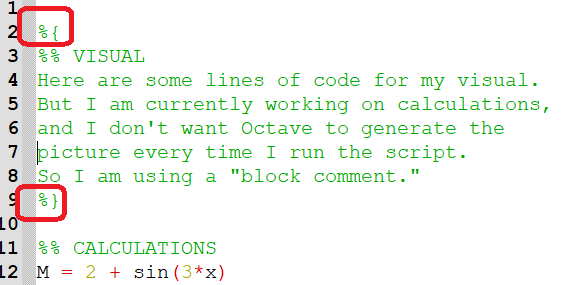 1
2 %{
3 %% VISUAL
4 Here are some lines of code for my visual.
5 But I am currently working on calculations,
6 and I don't want Octave to generate the
7 picture every time I run the script.
8 So I am using a "block comment."
9 %}
10
11 %% CALCULATIONS
12 M = 2 + sin(3*x)